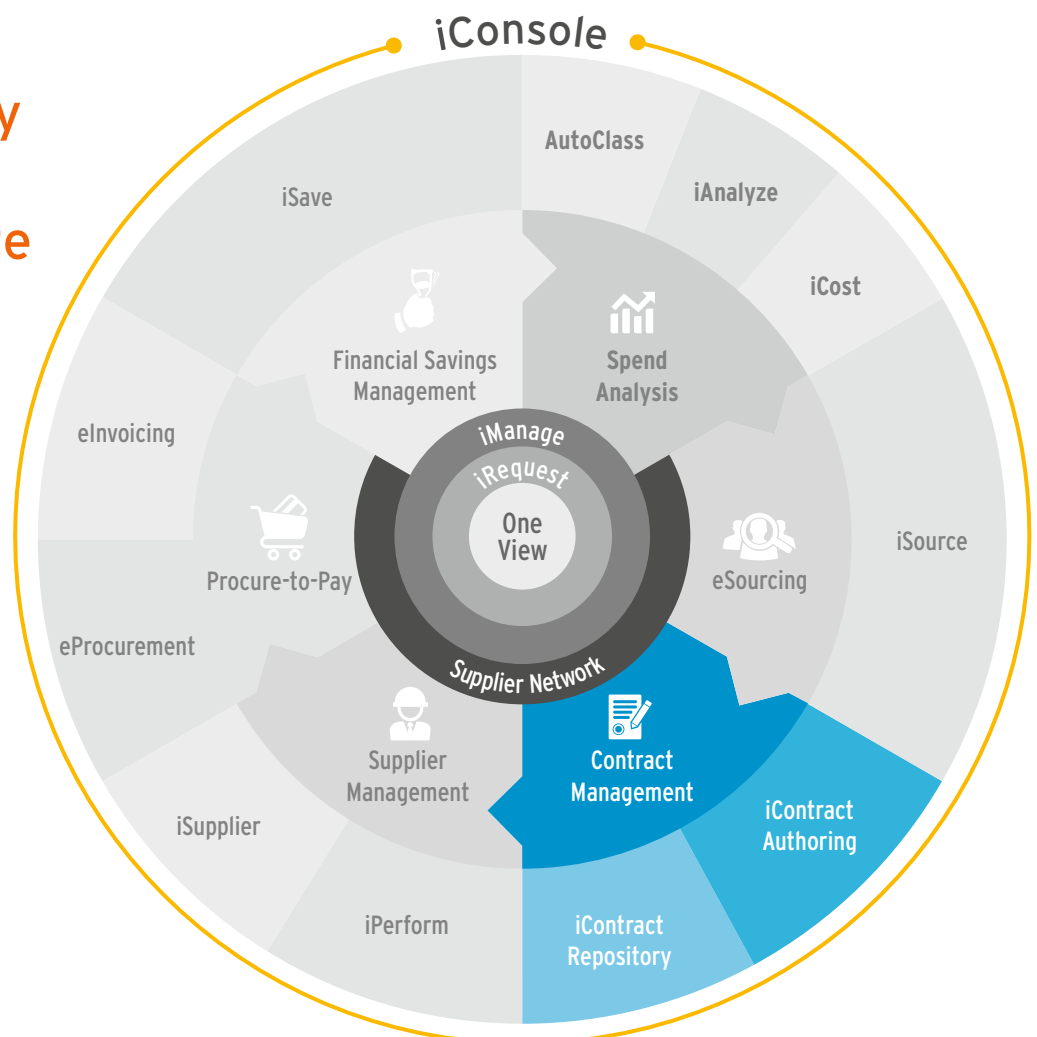 iConsole
y
e
AutoClass
iAnalyze
iCost
iSource
iContract
Authoring
iContract
Repository
iPerform
iSupplier
eProcurement
eInvoicing
iSave
Financial Savings
Management
Spend
Analysis
eSourcing
Contract
Management
Supplier
Management
Procure-to-Pay
iManage
iRequest
One
View
Supplier Network